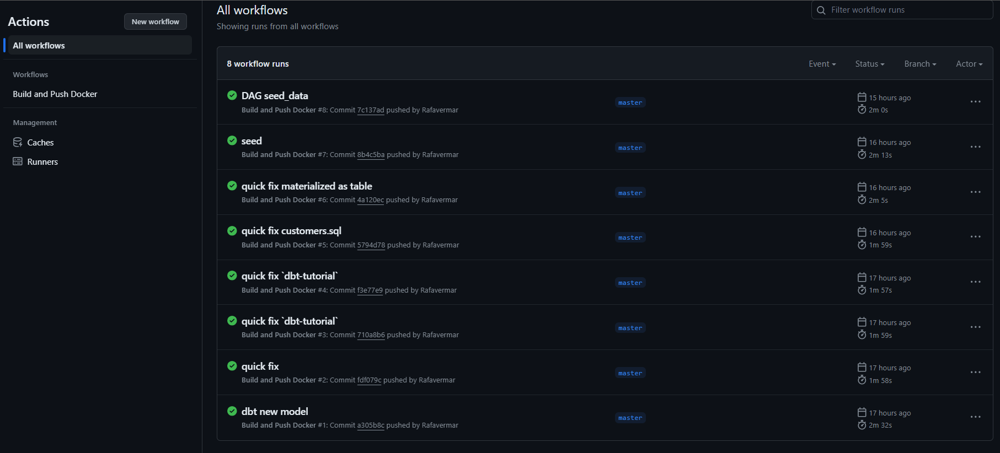 Actions
New workflow
All workflows
Workflows
Build and Push Docker
Management
Caches
Runners
All workflows
Showing runs from all workflows
Filter workflow runs
8 workflow runs
Event
Status
Branch
Actor
DAG seed_data
Build and Push Docker #8: Commit 7c137ad pushed by Rafavermar
master
15 hours ago
2m 0s
seed
Build and Push Docker #7: Commit 8b4c5ba pushed by Rafavermar
master
16 hours ago
2m 13s
quick fix materialized as table
Build and Push Docker #6: Commit 4a120ec pushed by Rafavermar
master
16 hours ago
2m 5s
quick fix customers.sql
Build and Push Docker #5: Commit 5794d78 pushed by Rafavermar
master
16 hours ago
1m 59s
quick fix `dbt-tutorial`
Build and Push Docker #4: Commit f3e77e9 pushed by Rafavermar
master
17 hours ago
1m 57s
quick fix `dbt-tutorial`
Build and Push Docker #3: Commit 710a8b6 pushed by Rafavermar
master
17 hours ago
1m 59s
quick fix
Build and Push Docker #2: Commit fdf079c pushed by Rafavermar
master
17 hours ago
1m 58s
dbt new model
Build and Push Docker #1: Commit a305b8c pushed by Rafavermar
master
17 hours ago
2m 32s